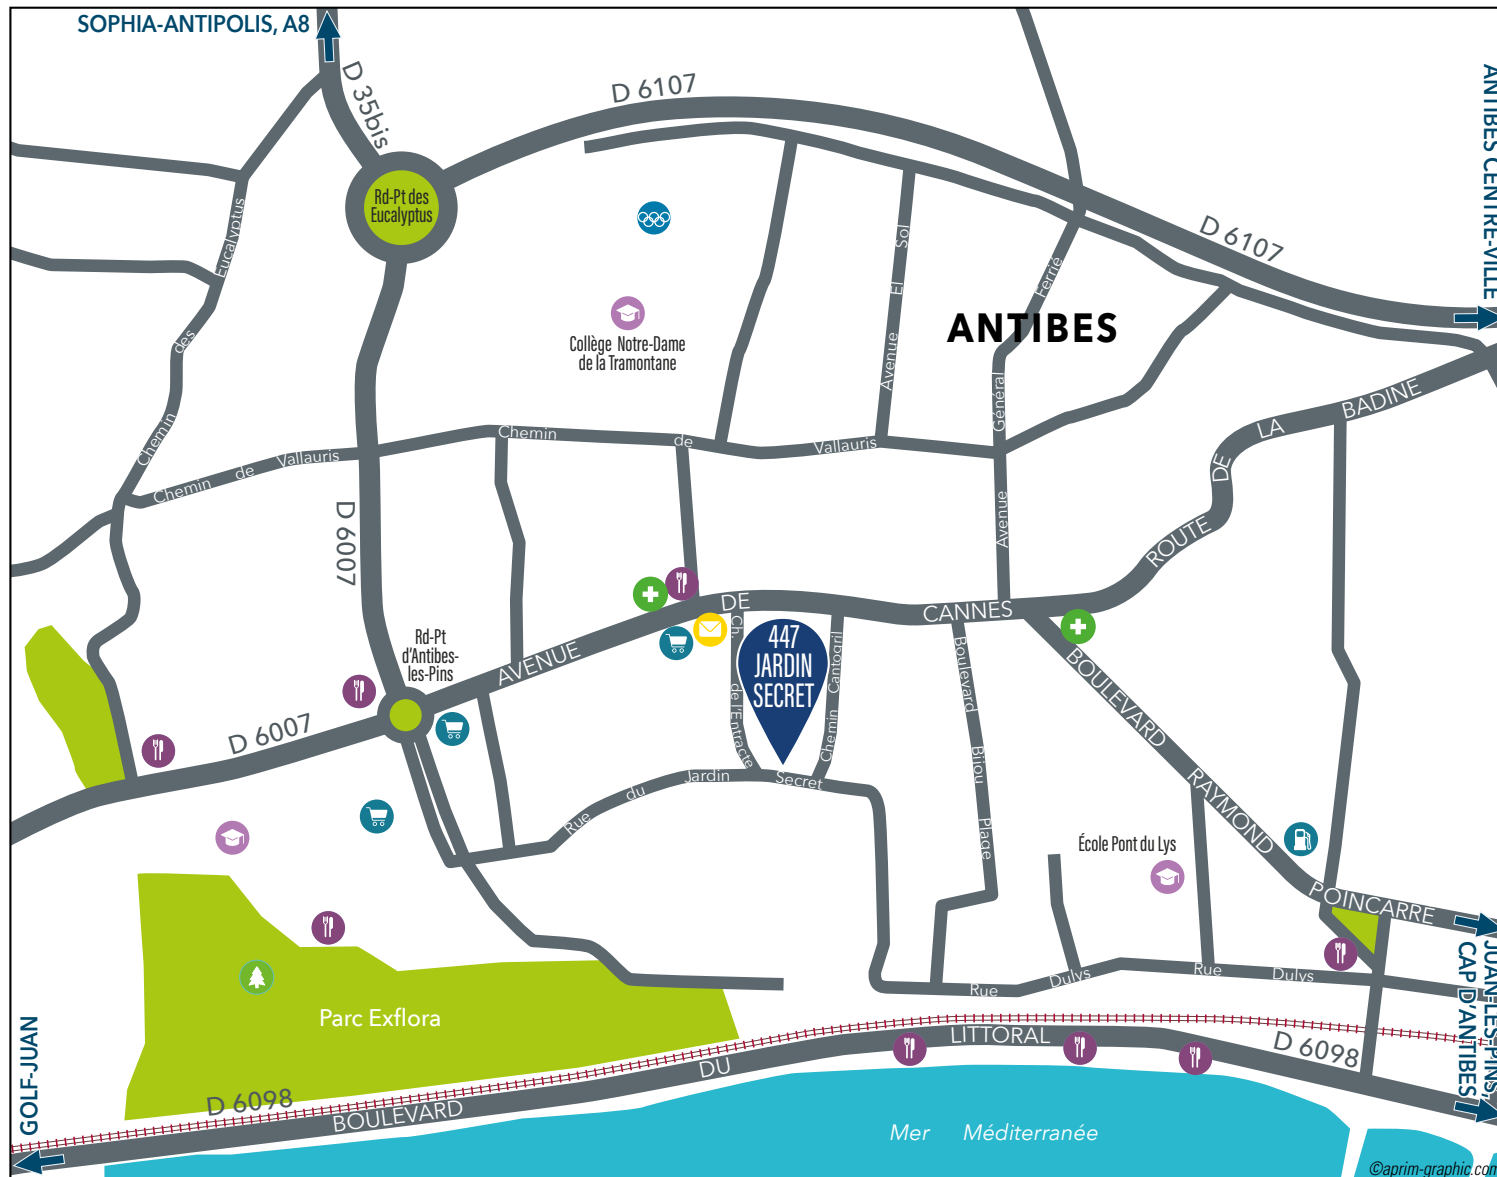 SOPHIA-ANTIPOLIS, A8
D 35bis
D 6107
ANTIBES CENTRE-VILLE
Rd-Pt des
Eucalyptus
D 6107
Chemin des Eucalyptus
Collège Notre-Dame
de la Tramontane
Avenue El Sol
Avenue Général Ferrié
ANTIBES
ROUTE DE LA BADINE
Chemin de Vallauris
Chemin de Vallauris
D 6007
Rd-Pt
d'Antibes-
les-Pins
AVENUE DE CANNES
D 6007
Ch. de l'Entracte
447
JARDIN
SECRET
Chemin Cantogril
Boulevard Bijou Plage
BOULEVARD RAYMOND POINCARRE
Rue du Jardin Secret
École Pont du Lys
Parc Exflora
Rue Dulys
Rue Dulys
JUAN-LES-PINS,
CAP D'ANTIBES
GOLF-JUAN
D 6098
BOULEVARD DU LITTORAL
D 6098
Mer Méditerranée
©aprim-graphic.com